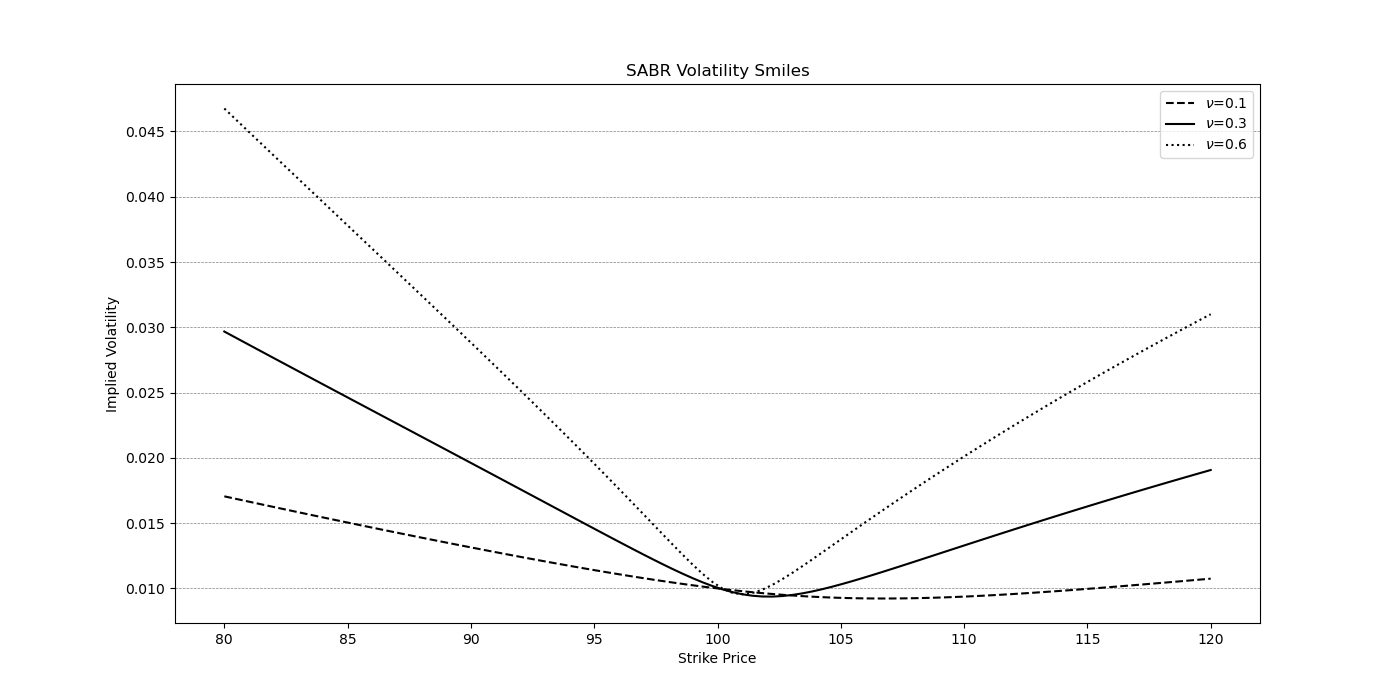 SABR Volatility Smiles
ν=0.1
ν=0.3
ν=0.6
Implied Volatility
0.045
0.040
0.035
0.030
0.025
0.020
0.015
0.010
80 85 90 95 100 105 110 115 120
Strike Price